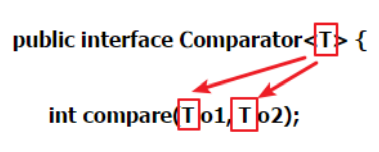 public interface Comparator<T> {
int compare(T o1, T o2);